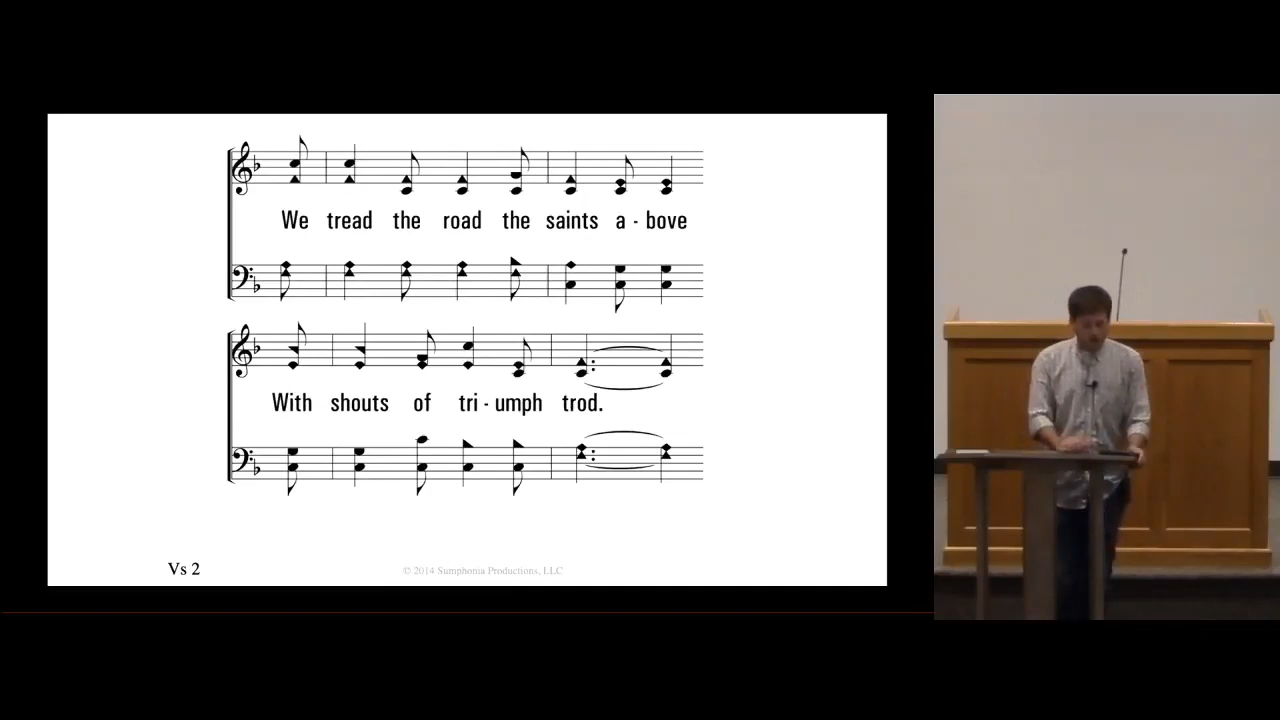 We tread the road the saints a - bove
With shouts of tri - umph trod.
Vs 2
© 2014 Sumphonia Productions, LLC